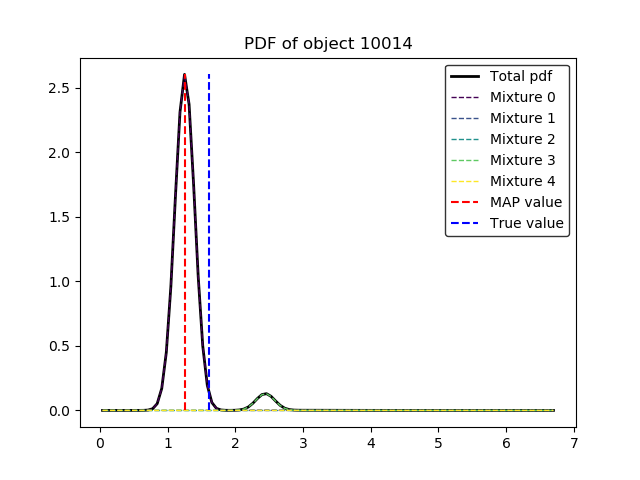 PDF of object 10014
Total pdf
Mixture 0
Mixture 1
Mixture 2
Mixture 3
Mixture 4
MAP value
True value
2.5
2.0
1.5
1.0
0.5
0.0
0 1 2 3 4 5 6 7